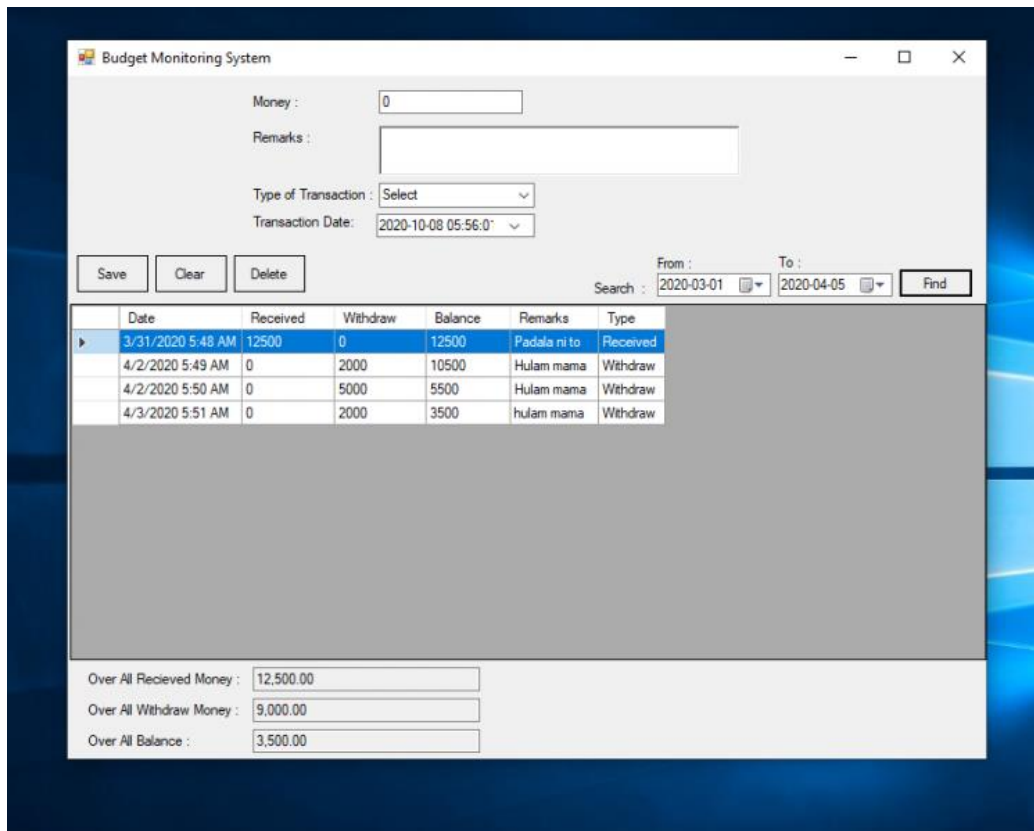 Budget Monitoring System
Money : 0
Remarks :
Type of Transaction : Select
Transaction Date: 2020-10-08 05:56:0
Save Clear Delete
From : To :
Search : 2020-03-01 2020-04-05 Find
Date Received Withdraw Balance Remarks Type
3/31/2020 5:48 AM 12500 0 12500 Padala ni to Received
4/2/2020 5:49 AM 0 2000 10500 Hulam mama Withdraw
4/2/2020 5:50 AM 0 5000 5500 Hulam mama Withdraw
4/3/2020 5:51 AM 0 2000 3500 hulam mama Withdraw
Over All Recieved Money : 12,500.00
Over All Withdraw Money : 9,000.00
Over All Balance : 3,500.00